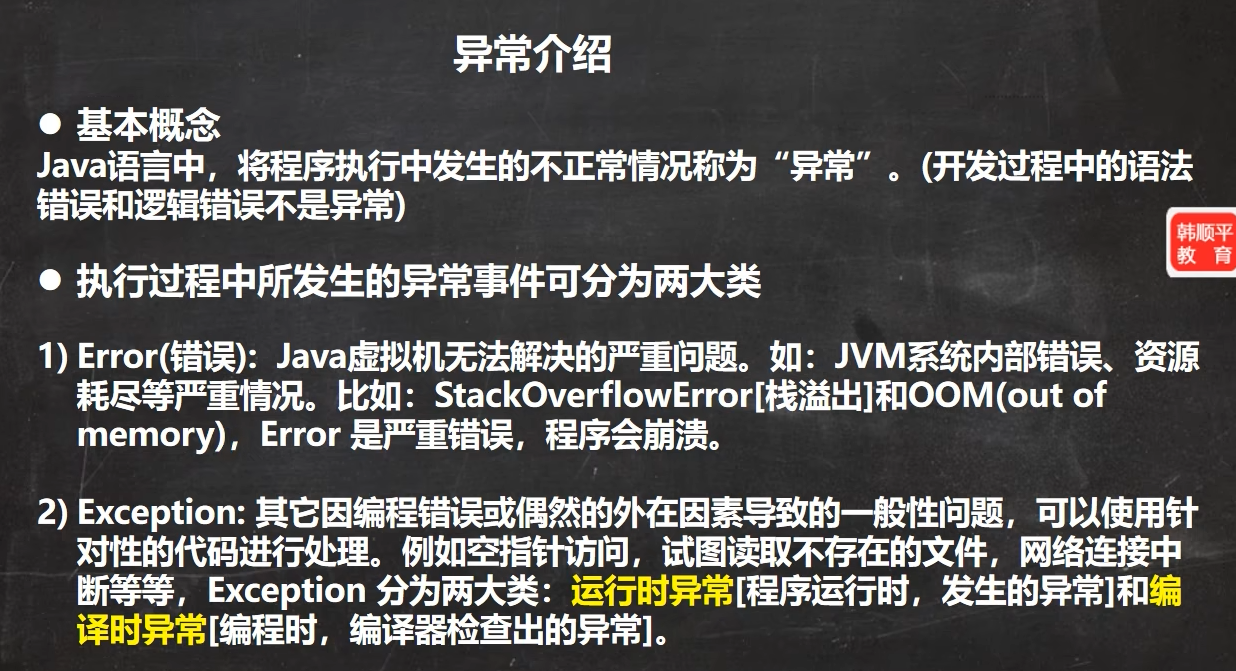 异常介绍
● 基本概念
Java语言中，将程序执行中发生的不正常情况称为“异常”。(开发过程中的语法
错误和逻辑错误不是异常)
韩顺平
教 育
● 执行过程中所发生的异常事件可分为两大类
1) Error(错误)：Java虚拟机无法解决的严重问题。如：JVM系统内部错误、资源
耗尽等严重情况。比如：StackOverflowError[栈溢出]和OOM(out of
memory)，Error 是严重错误，程序会崩溃。
2) Exception: 其它因编程错误或偶然的外在因素导致的一般性问题，可以使用针
对性的代码进行处理。例如空指针访问，试图读取不存在的文件，网络连接中
断等等，Exception 分为两大类：运行时异常[程序运行时，发生的异常]和编
译时异常[编程时，编译器检查出的异常]。